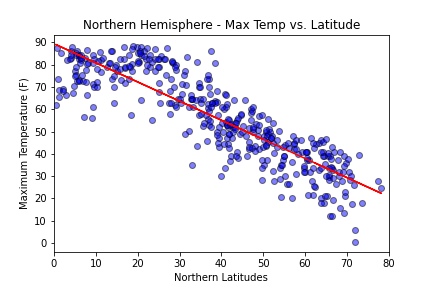 Northern Hemisphere - Max Temp vs. Latitude
Maximum Temperature (F)
90
80
70
60
50
40
30
20
10
0
0 10 20 30 40 50 60 70 80
Northern Latitudes